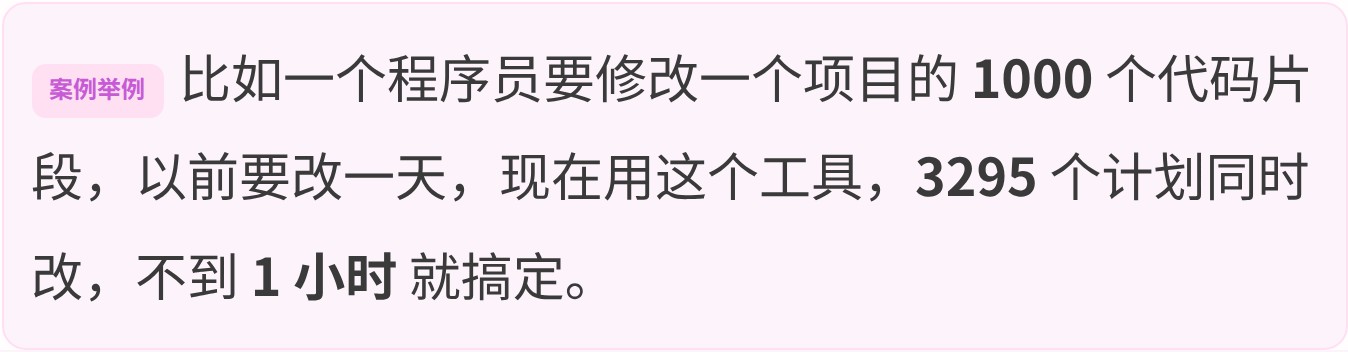 案例举例 比如一个程序员要修改一个项目的 1000 个代码片
段，以前要改一天，现在用这个工具，3295 个计划同时
改，不到 1 小时 就搞定。